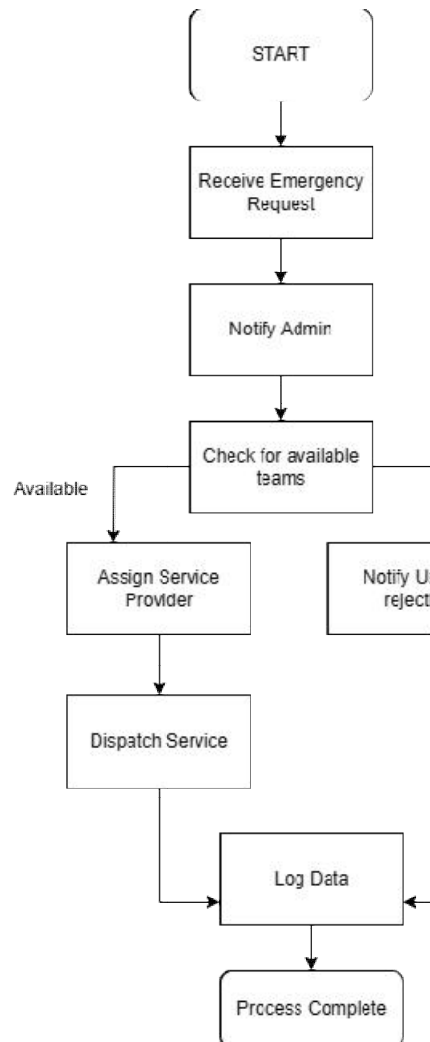 START
Receive Emergency
Request
Notify Admin
Check for available
teams
Available
Assign Service
Provider
Notify
Dispatch Service
Log Data
Process Complete